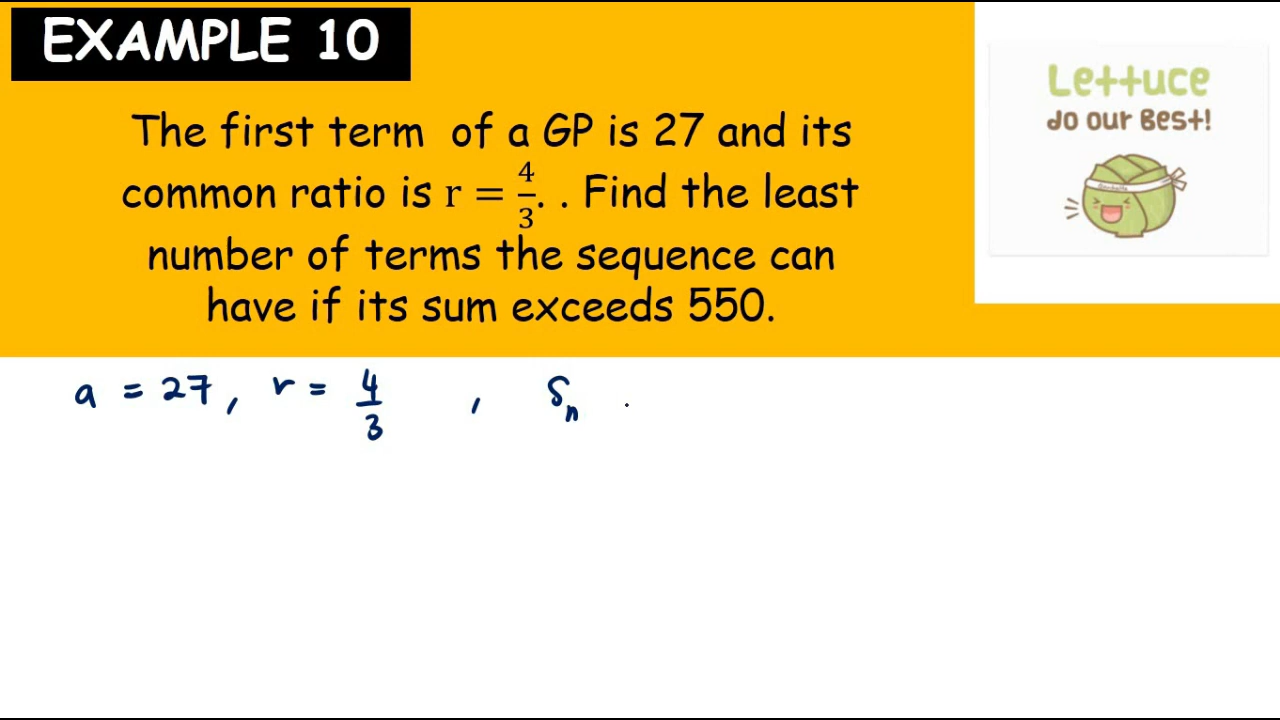 EXAMPLE 10
Lettuce
do our Best!
The first term of a GP is 27 and its
common ratio is r = 4/3. . Find the least
number of terms the sequence can
have if its sum exceeds 550.
a = 27, r = 4/3 , Sn